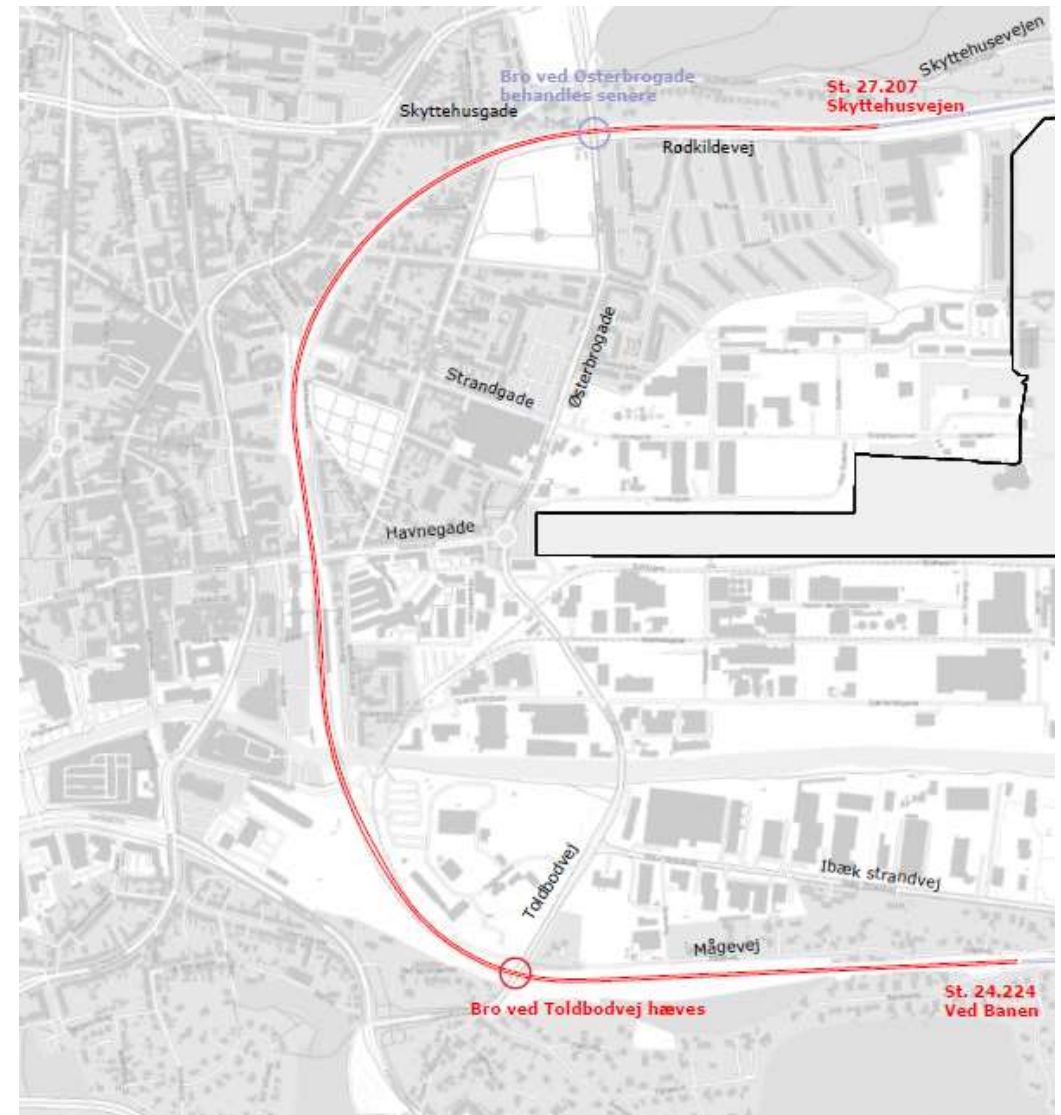 Skyttehusevejen
Bro ved Østerbrogade
behandles senere
St. 27.207
Skyttehusvejen
Skyttehusgade
Rødkildevej
Østerbrogade
Strandgade
Havnegade
Toldbodvej
Ibæk strandvej
Mågevej
St. 24.224
Ved Banen
Bro ved Toldbodvej hæves